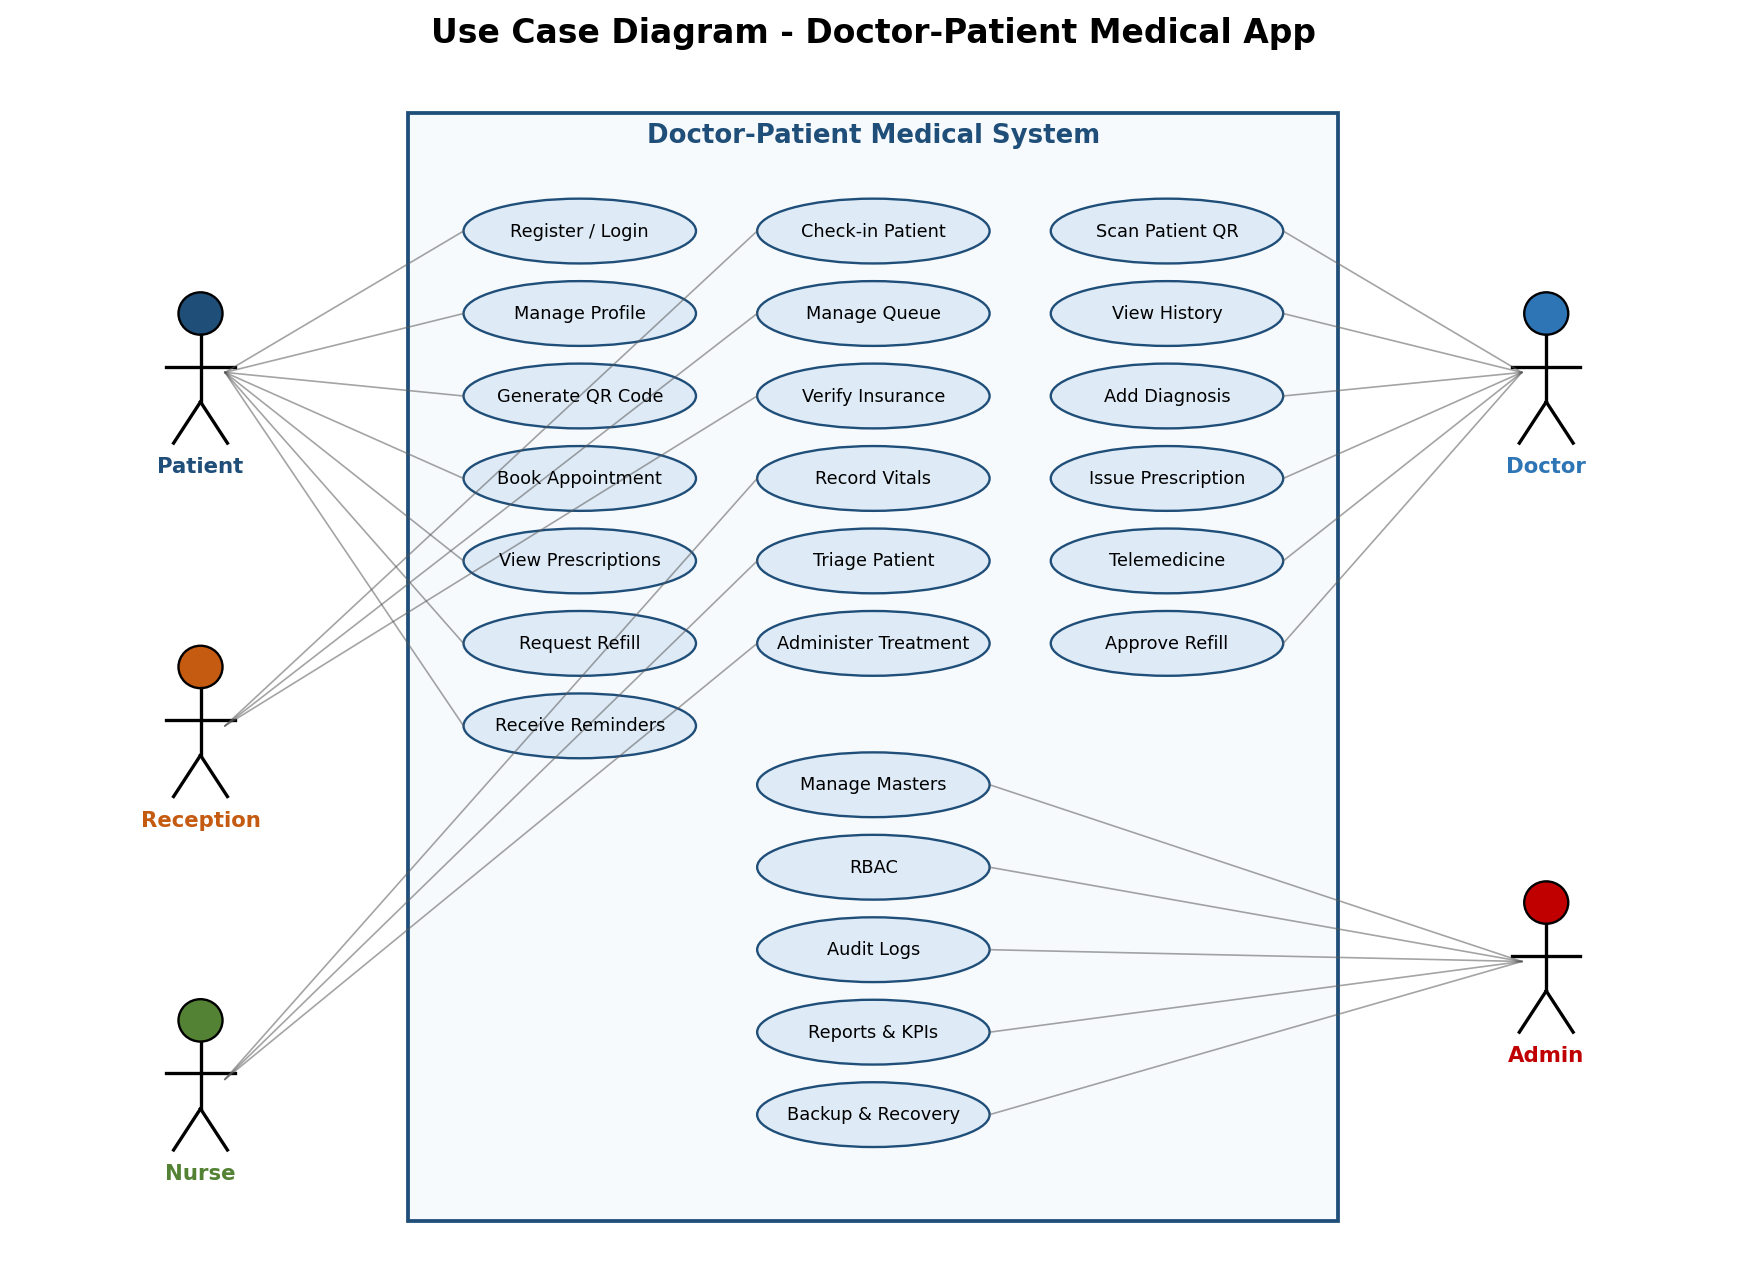 Use Case Diagram - Doctor-Patient Medical App
Doctor-Patient Medical System
Register / Login
Check-in Patient
Scan Patient QR
Manage Profile
Manage Queue
View History
Generate QR Code
Verify Insurance
Add Diagnosis
Patient
Doctor
Book Appointment
Record Vitals
Issue Prescription
View Prescriptions
Triage Patient
Telemedicine
Request Refill
Administer Treatment
Approve Refill
Receive Reminders
Manage Masters
Reception
RBAC
Audit Logs
Reports & KPIs
Admin
Backup & Recovery
Nurse